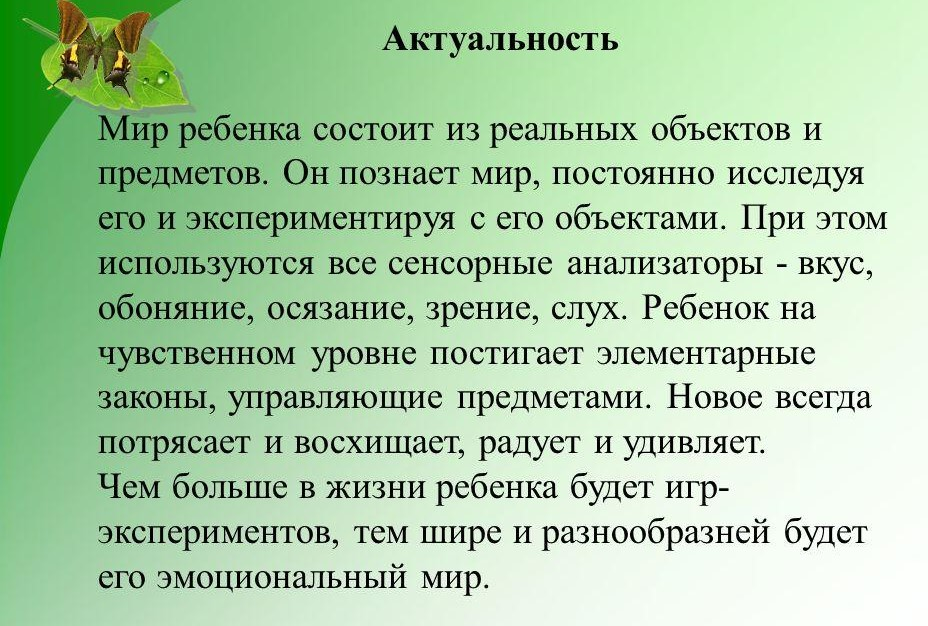 Актуальность
Мир ребенка состоит из реальных объектов и
предметов. Он познает мир, постоянно исследуя
его и экспериментируя с его объектами. При этом
используются все сенсорные анализаторы - вкус,
обоняние, осязание, зрение, слух. Ребенок на
чувственном уровне постигает элементарные
законы, управляющие предметами. Новое всегда
потрясает и восхищает, радует и удивляет.
Чем больше в жизни ребенка будет игр-
экспериментов, тем шире и разнообразней будет
его эмоциональный мир.